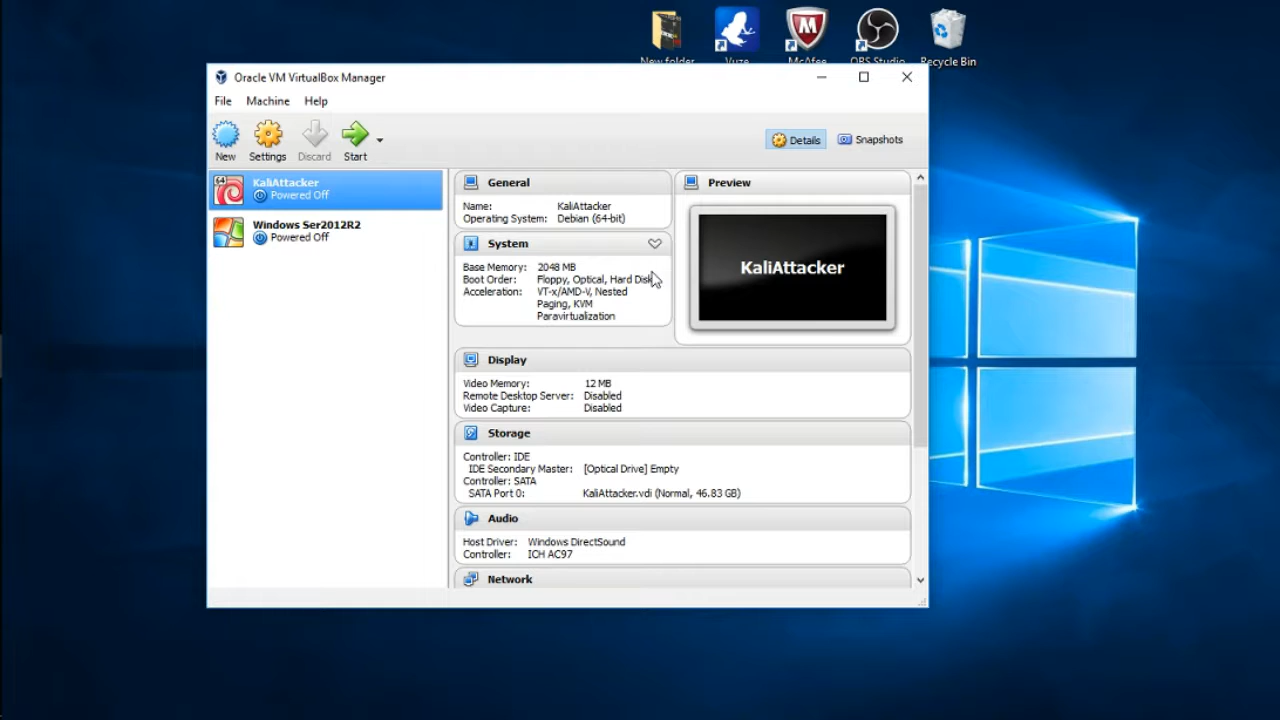 New folder
Vuze
McAfee
OBS Studio
Recycle Bin
Oracle VM VirtualBox Manager
File Machine Help
New Settings Discard Start
Details Snapshots
64
KaliAttacker
Powered Off
Windows Ser2012R2
Powered Off
General
Name: KaliAttacker
Operating System: Debian (64-bit)
System
Base Memory: 2048 MB
Boot Order: Floppy, Optical, Hard Disk
Acceleration: VT-x/AMD-V, Nested
Paging, KVM
Paravirtualization
Preview
KaliAttacker
Display
Video Memory: 12 MB
Remote Desktop Server: Disabled
Video Capture: Disabled
Storage
Controller: IDE
IDE Secondary Master: [Optical Drive] Empty
Controller: SATA
SATA Port 0: KaliAttacker.vdi (Normal, 46.83 GB)
Audio
Host Driver: Windows DirectSound
Controller: ICH AC97
Network